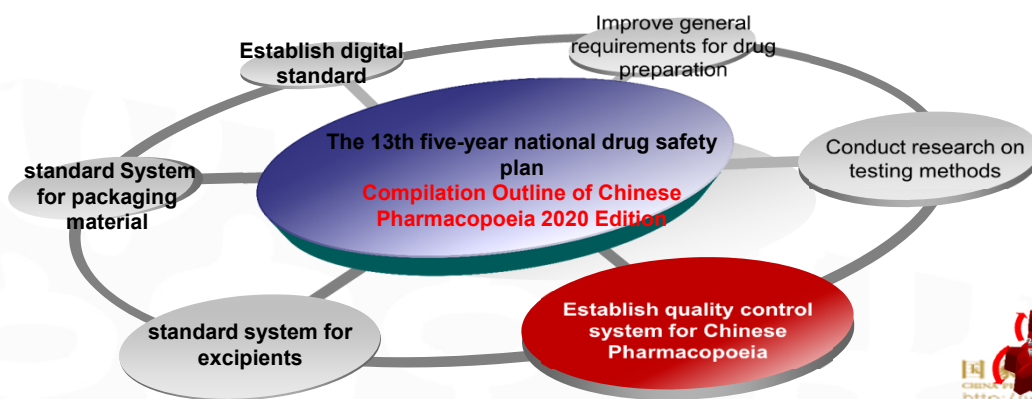 Improve general
requirements for drug
preparation
Establish digital
standard
The 13th five-year national drug safety
plan
Compilation Outline of Chinese
Pharmacopoeia 2020 Edition
Conduct research on
testing methods
standard System
for packaging
material
standard system for
excipients
Establish quality control
system for Chinese
Pharmacopoeia
国